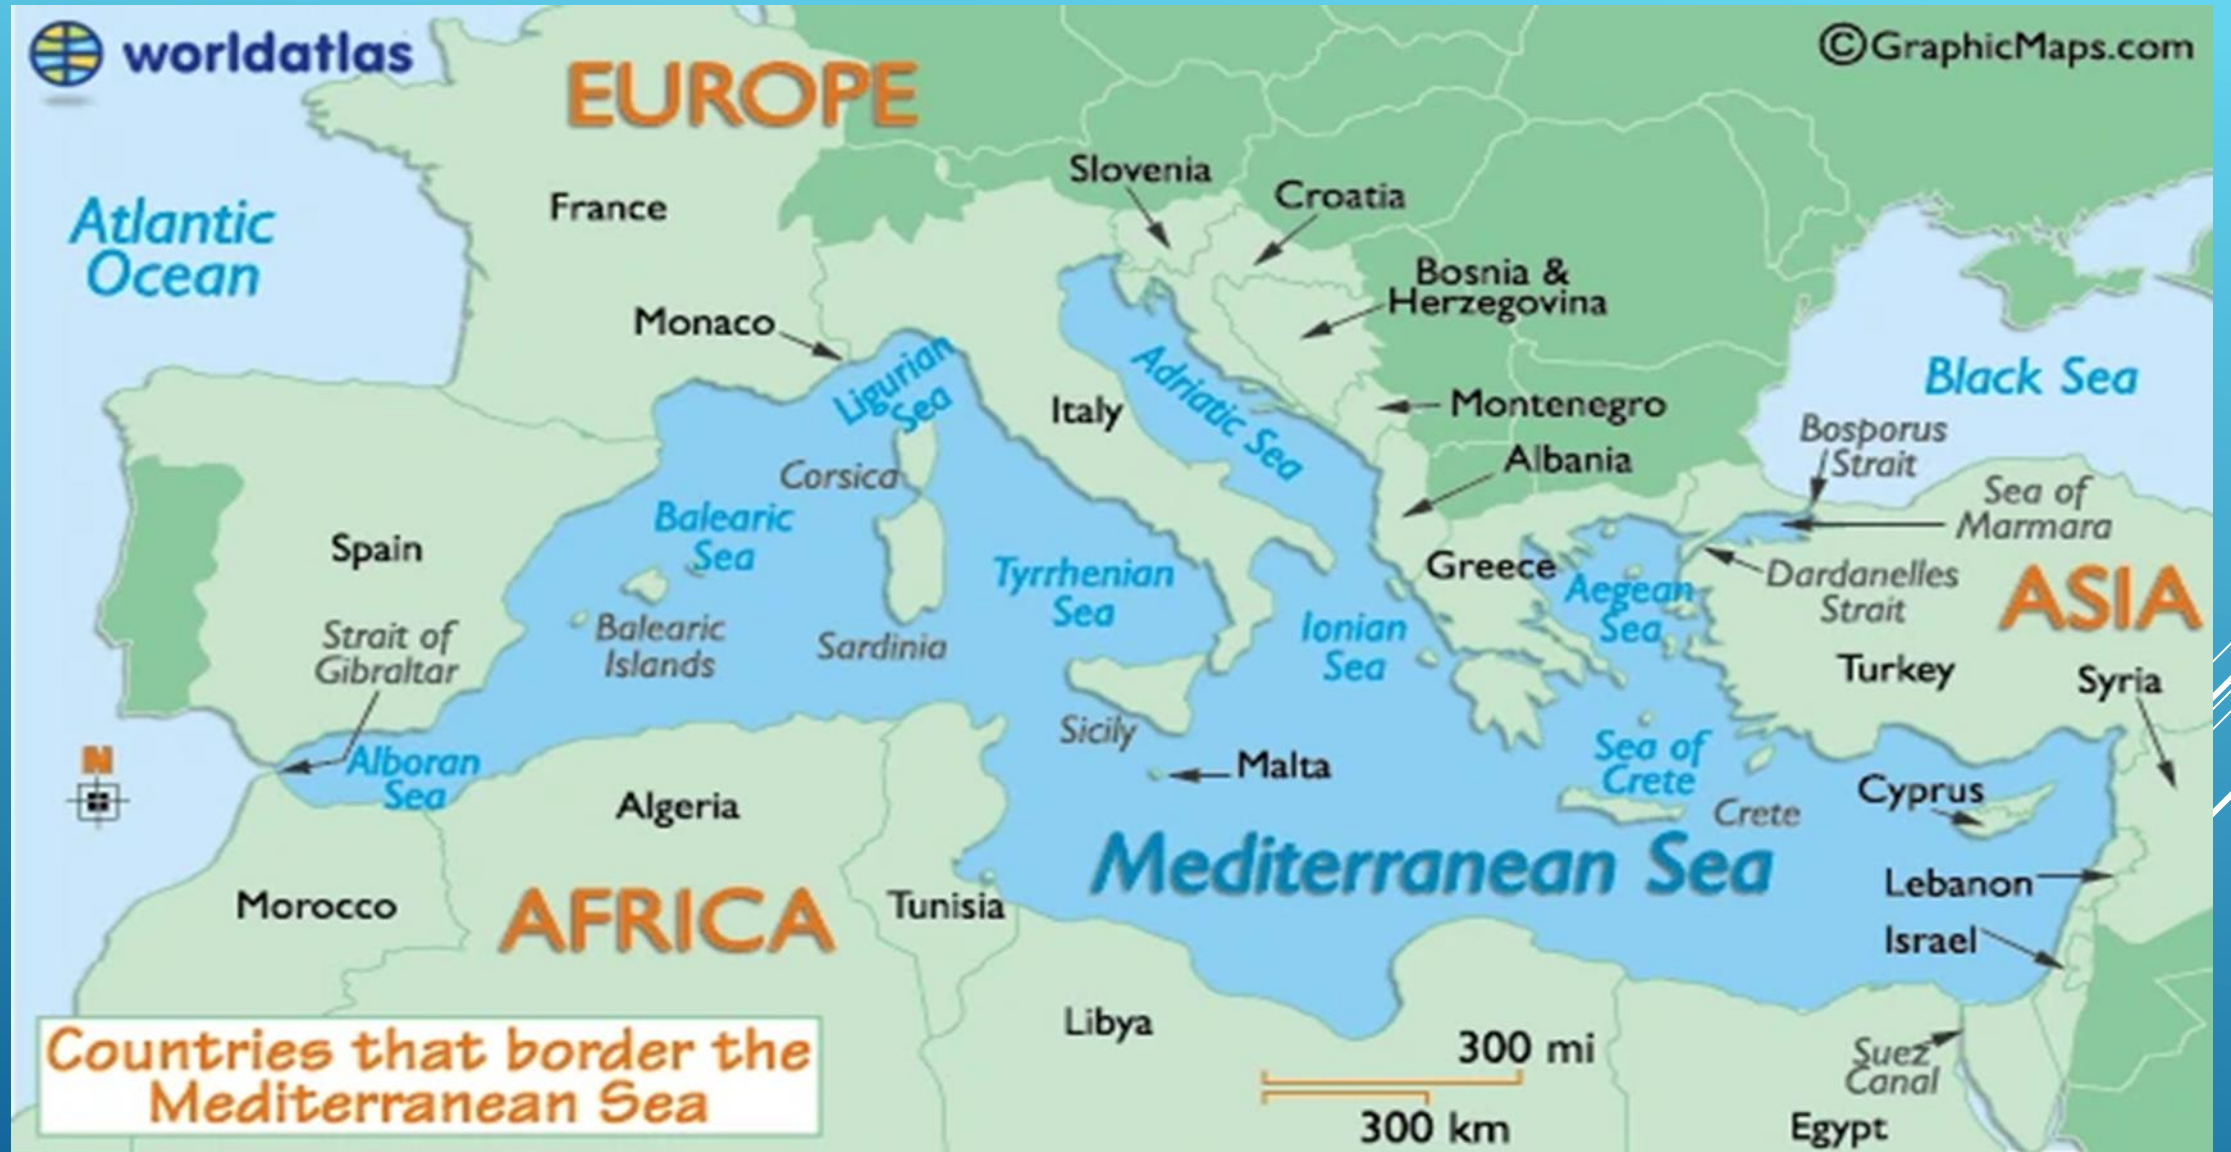 worldatlas
EUROPE
©GraphicMaps.com
Slovenia
Croatia
Atlantic
Ocean
France
Bosnia &
Herzegovina
Monaco
Ligurian
Sea
Adriatic Sea
Black Sea
Italy
Montenegro
Bosporus
Strait
Albania
Corsica
Sea of
Marmara
Balearic
Sea
Spain
Tyrrhenian
Sea
Greece
Aegean
Sea
Dardanelles
Strait
ASIA
Strait of
Gibraltar
Balearic
Islands
Sardinia
Ionian
Sea
Turkey
Syria
Sicily
Malta
Sea of
Crete
N
Alboran
Sea
Algeria
Crete
Cyprus
Mediterranean Sea
Lebanon
Morocco
AFRICA
Tunisia
Israel
Libya
300 mi
300 km
Suez
Canal
Egypt
Countries that border the
Mediterranean Sea